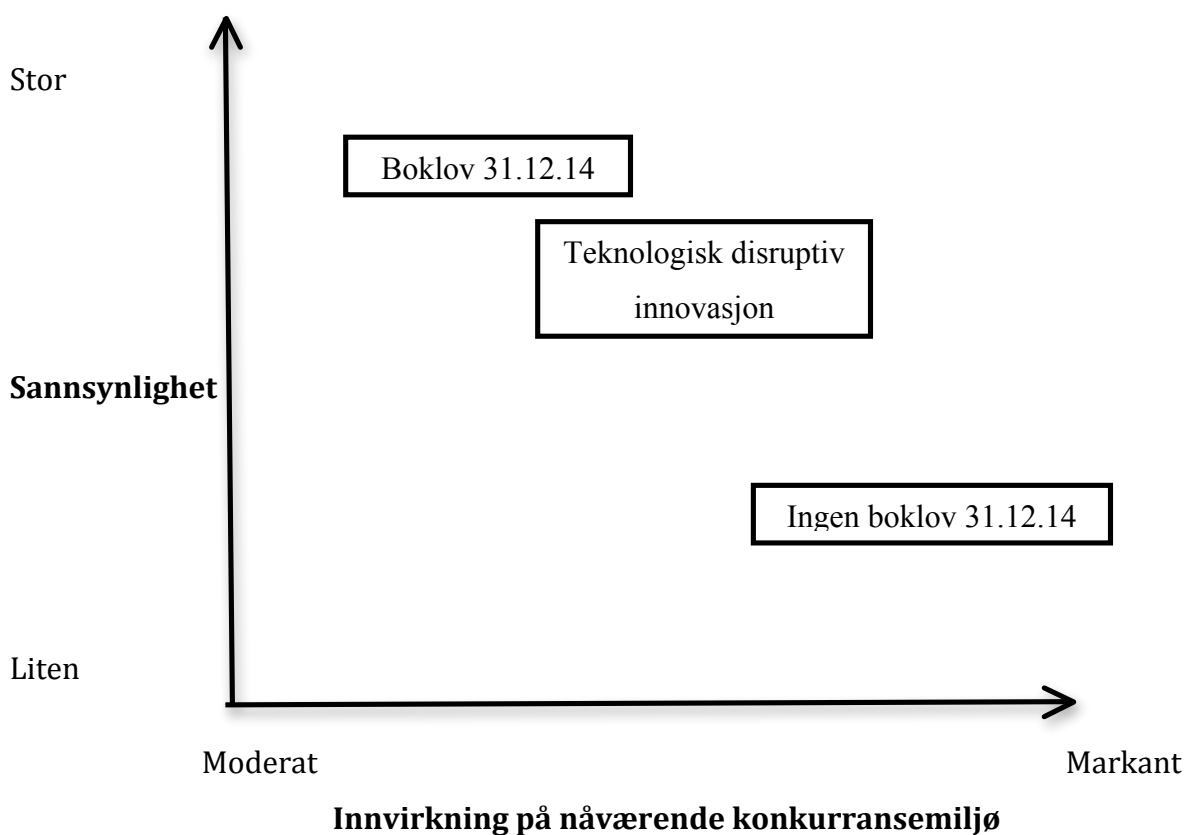 Stor
Boklov 31.12.14
Teknologisk disruptiv
innovasjon
Sannsynlighet
Ingen boklov 31.12.14
Liten
Moderat
Markant
Innvirkning på nåværende konkurransemiljø